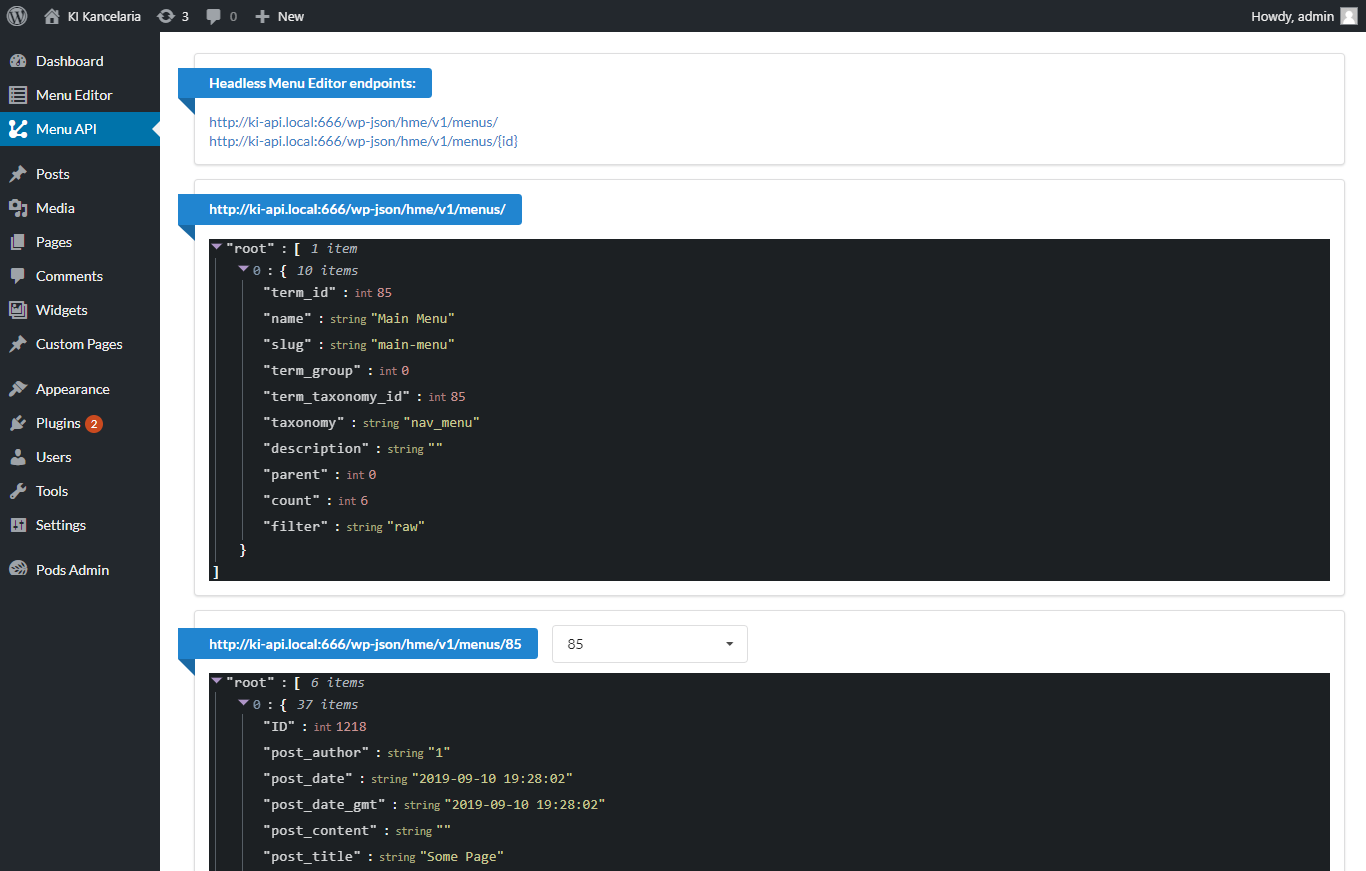 KI Kancelaria 3 0 New Howdy, admin
Dashboard
Menu Editor
Menu API
Posts
Media
Pages
Comments
Widgets
Custom Pages
Appearance
Plugins 2
Users
Tools
Settings
Pods Admin
Headless Menu Editor endpoints:
http://ki-api.local:666/wp-json/hme/v1/menus/
http://ki-api.local:666/wp-json/hme/v1/menus/{id}
http://ki-api.local:666/wp-json/hme/v1/menus/
"root" : [ 1 item
0 : { 10 items
"term_id" : int 85
"name" : string "Main Menu"
"slug" : string "main-menu"
"term_group" : int 0
"term_taxonomy_id" : int 85
"taxonomy" : string "nav_menu"
"description" : string ""
"parent" : int 0
"count" : int 6
"filter" : string "raw"
}
]
http://ki-api.local:666/wp-json/hme/v1/menus/85 85
"root" : [ 6 items
0 : { 37 items
"ID" : int 1218
"post_author" : string "1"
"post_date" : string "2019-09-10 19:28:02"
"post_date_gmt" : string "2019-09-10 19:28:02"
"post_content" : string ""
"post_title" : string "Some Page"